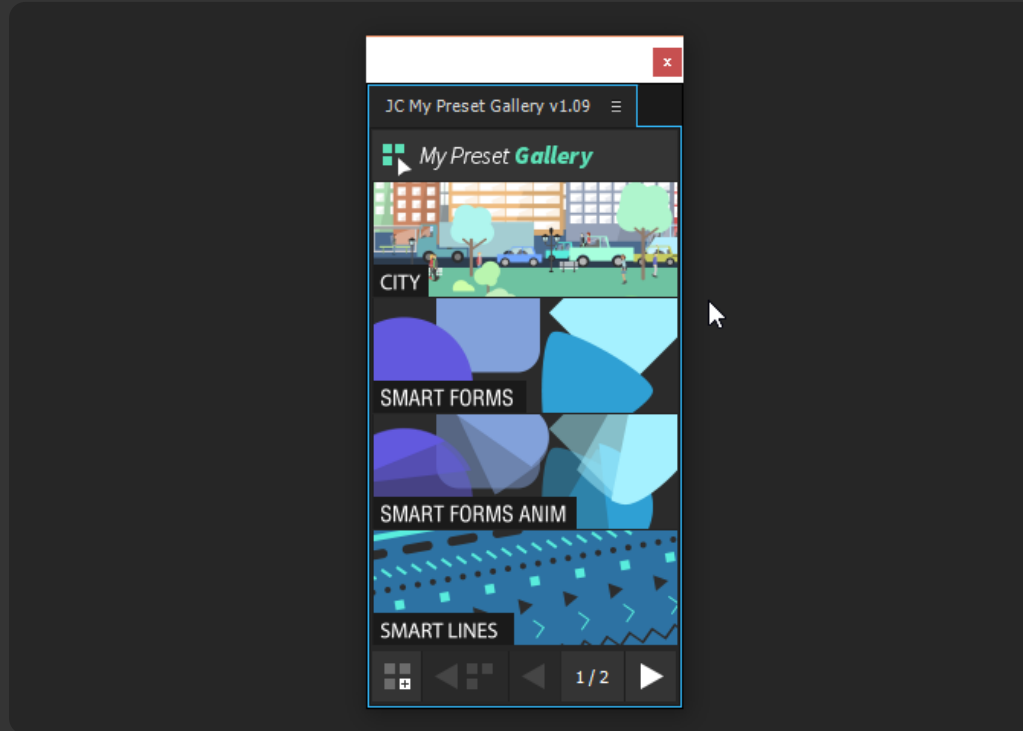 x
JC My Preset Gallery v1.09
My Preset Gallery
CITY
SMART FORMS
SMART FORMS ANIM
SMART LINES
1 / 2